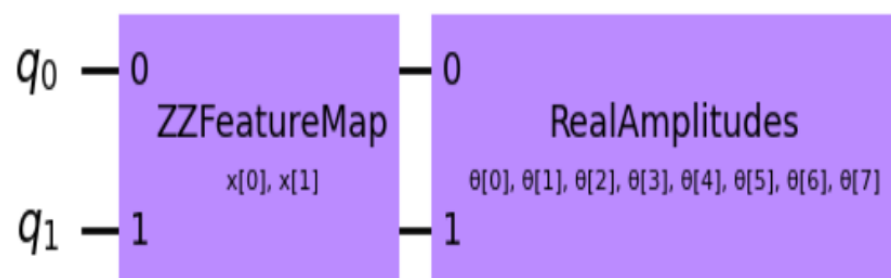 q0 0 0
ZZFeatureMap RealAmplitudes
x[0], x[1] θ[0], θ[1], θ[2], θ[3], θ[4], θ[5], θ[6], θ[7]
q1 1 1